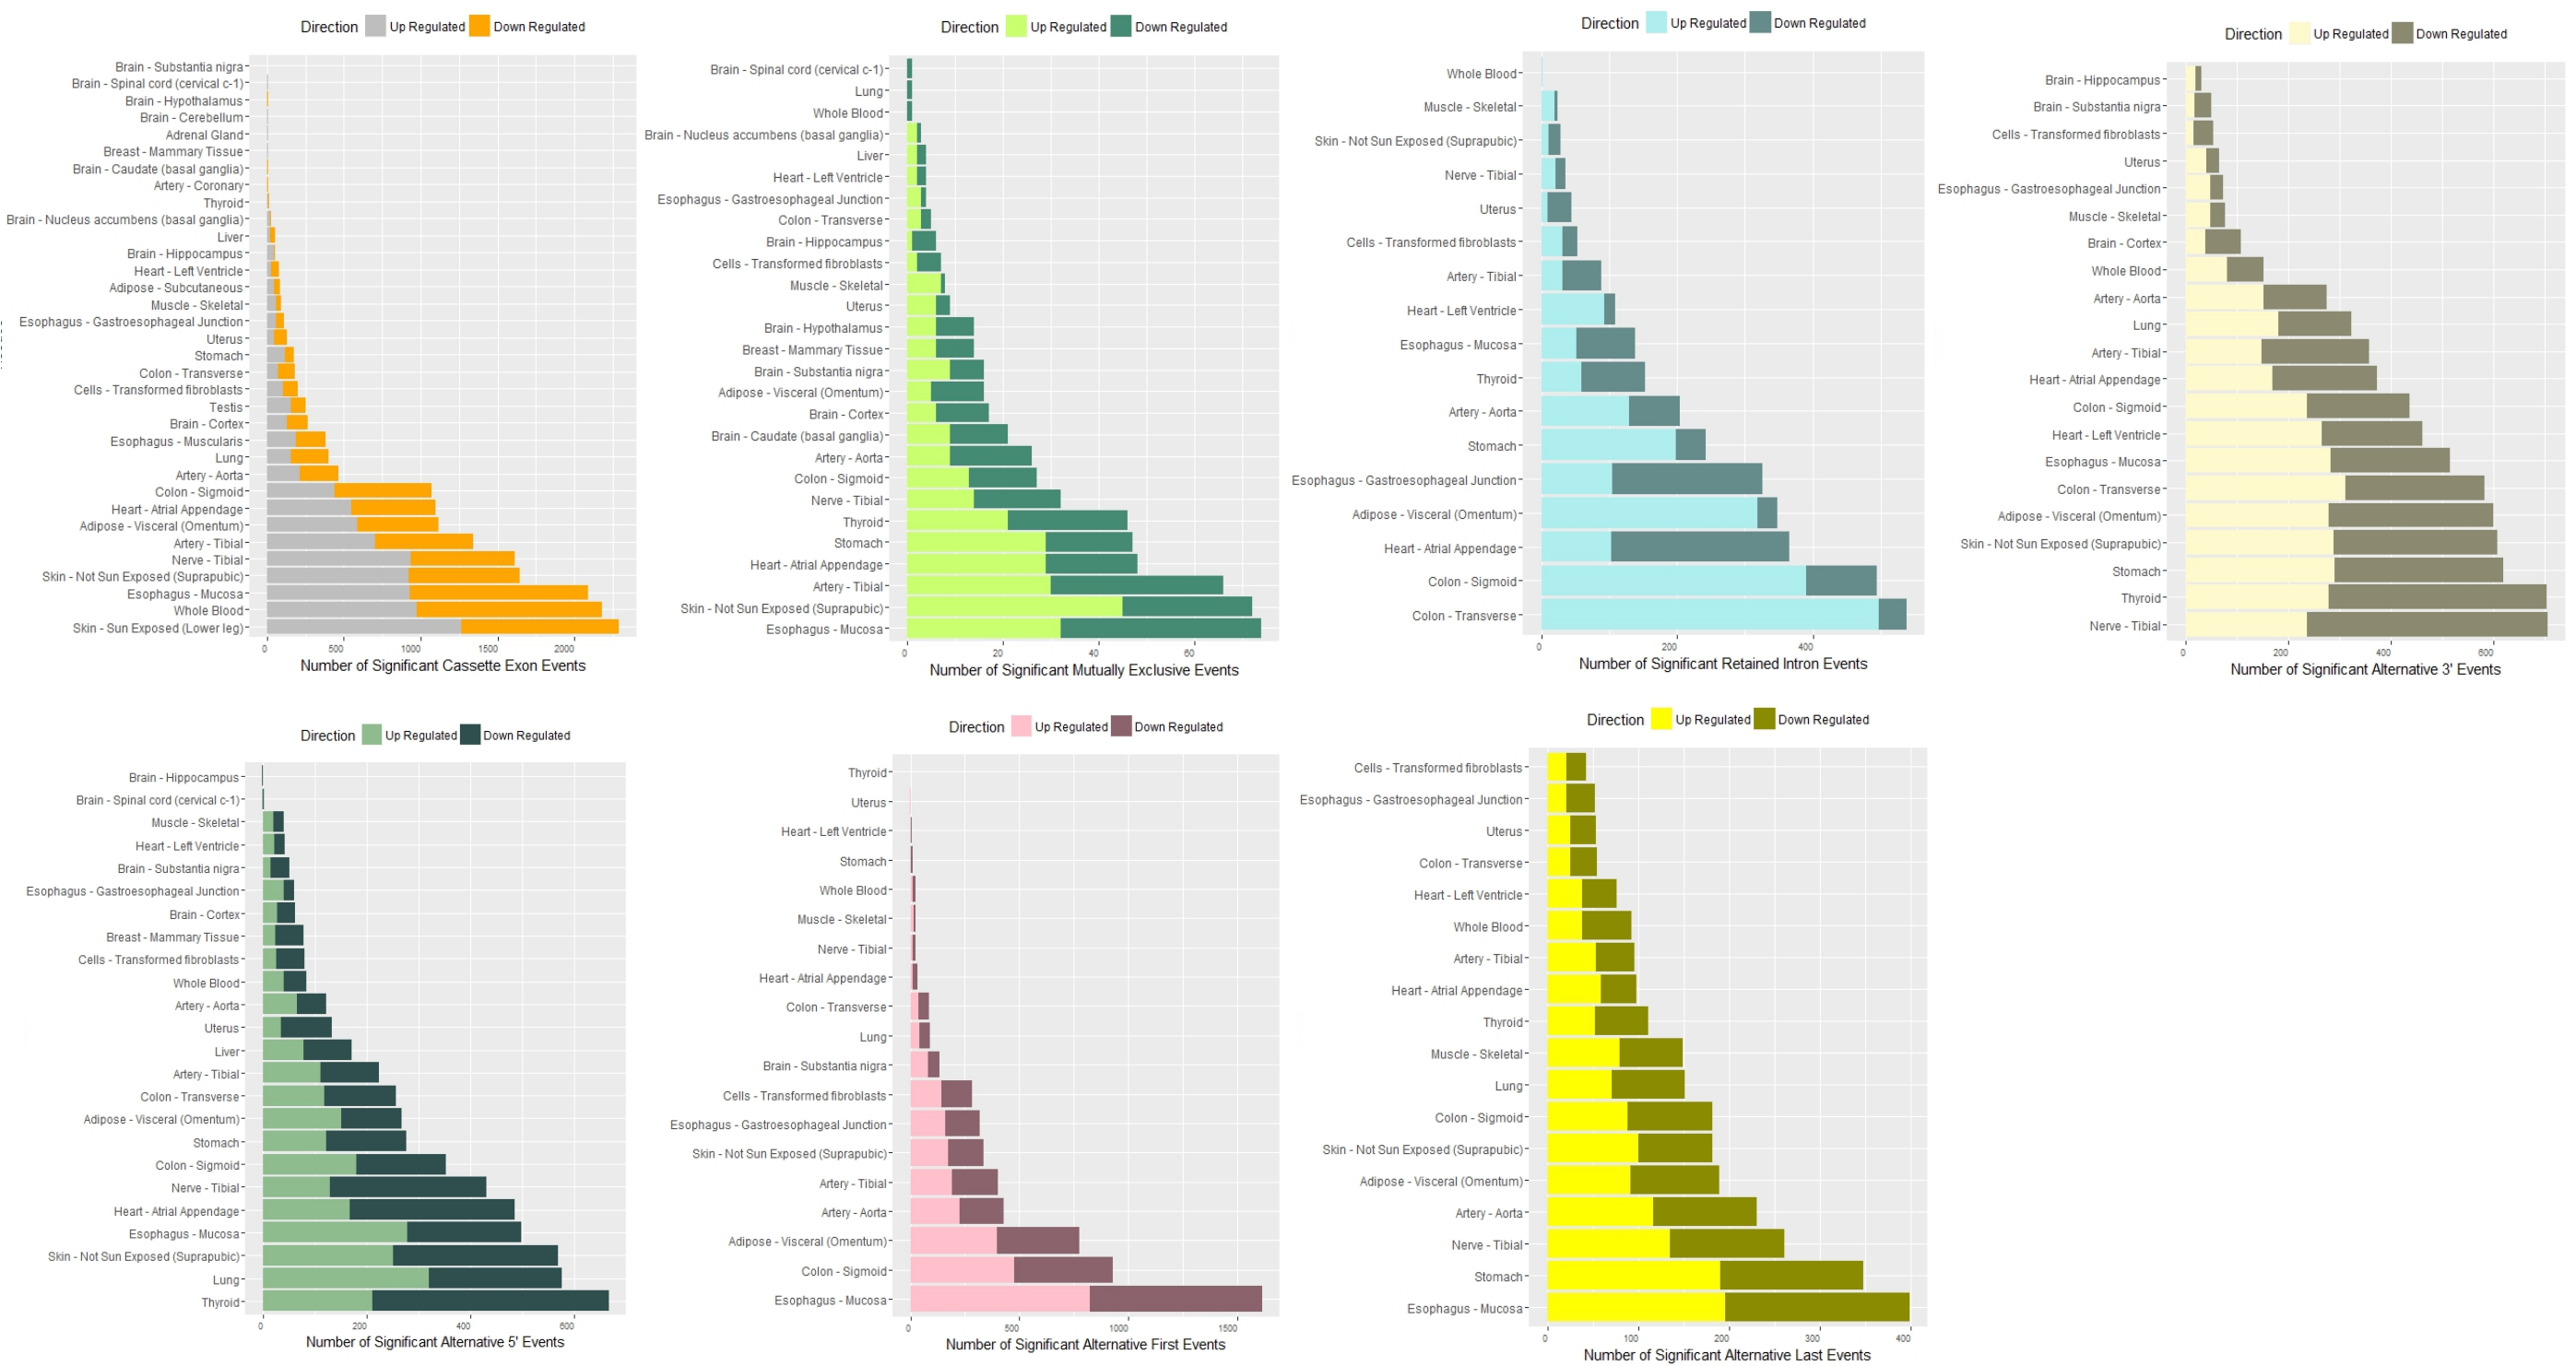 Direction Up Regulated Down Regulated
Brain - Substantia nigra
Brain - Spinal cord (cervical c-1)
Brain - Hypothalamus
Brain - Cerebellum
Adrenal Gland
Breast - Mammary Tissue
Brain - Caudate (basal ganglia)
Artery - Coronary
Thyroid
Brain - Nucleus accumbens (basal ganglia)
Liver
Brain - Hippocampus
Heart - Left Ventricle
Adipose - Subcutaneous
Muscle - Skeletal
Esophagus - Gastroesophageal Junction
Uterus
Stomach
Colon - Transverse
Cells - Transformed fibroblasts
Testis
Brain - Cortex
Esophagus - Muscularis
Lung
Artery - Aorta
Colon - Sigmoid
Heart - Atrial Appendage
Adipose - Visceral (Omentum)
Artery - Tibial
Nerve - Tibial
Skin - Not Sun Exposed (Suprapubic)
Esophagus - Mucosa
Whole Blood
Skin - Sun Exposed (Lower leg)
0 500 1000 1500 2000
Number of Significant Cassette Exon Events
Direction Up Regulated Down Regulated
Brain - Spinal cord (cervical c-1)
Lung
Whole Blood
Brain - Nucleus accumbens (basal ganglia)
Liver
Heart - Left Ventricle
Esophagus - Gastroesophageal Junction
Colon - Transverse
Brain - Hippocampus
Cells - Transformed fibroblasts
Muscle - Skeletal
Uterus
Brain - Hypothalamus
Breast - Mammary Tissue
Brain - Substantia nigra
Adipose - Visceral (Omentum)
Brain - Cortex
Brain - Caudate (basal ganglia)
Artery - Aorta
Colon - Sigmoid
Nerve - Tibial
Thyroid
Stomach
Heart - Atrial Appendage
Artery - Tibial
Skin - Not Sun Exposed (Suprapubic)
Esophagus - Mucosa
0 20 40 60
Number of Significant Mutually Exclusive Events
Direction Up Regulated Down Regulated
Whole Blood
Muscle - Skeletal
Skin - Not Sun Exposed (Suprapubic)
Nerve - Tibial
Uterus
Cells - Transformed fibroblasts
Artery - Tibial
Heart - Left Ventricle
Esophagus - Mucosa
Thyroid
Artery - Aorta
Stomach
Esophagus - Gastroesophageal Junction
Adipose - Visceral (Omentum)
Heart - Atrial Appendage
Colon - Sigmoid
Colon - Transverse
0 200 400
Number of Significant Retained Intron Events
Direction Up Regulated Down Regulated
Brain - Hippocampus
Brain - Substantia nigra
Cells - Transformed fibroblasts
Uterus
Esophagus - Gastroesophageal Junction
Muscle - Skeletal
Brain - Cortex
Whole Blood
Artery - Aorta
Lung
Artery - Tibial
Heart - Atrial Appendage
Colon - Sigmoid
Heart - Left Ventricle
Esophagus - Mucosa
Colon - Transverse
Adipose - Visceral (Omentum)
Skin - Not Sun Exposed (Suprapubic)
Stomach
Thyroid
Nerve - Tibial
0 200 400 600
Number of Significant Alternative 3' Events
Direction Up Regulated Down Regulated
Brain - Hippocampus
Brain - Spinal cord (cervical c-1)
Muscle - Skeletal
Heart - Left Ventricle
Brain - Substantia nigra
Esophagus - Gastroesophageal Junction
Brain - Cortex
Breast - Mammary Tissue
Cells - Transformed fibroblasts
Whole Blood
Artery - Aorta
Uterus
Liver
Artery - Tibial
Colon - Transverse
Adipose - Visceral (Omentum)
Stomach
Colon - Sigmoid
Nerve - Tibial
Heart - Atrial Appendage
Esophagus - Mucosa
Skin - Not Sun Exposed (Suprapubic)
Lung
Thyroid
0 200 400 600
Number of Significant Alternative 5' Events
Direction Up Regulated Down Regulated
Thyroid
Uterus
Heart - Left Ventricle
Stomach
Whole Blood
Muscle - Skeletal
Nerve - Tibial
Heart - Atrial Appendage
Colon - Transverse
Lung
Brain - Substantia nigra
Cells - Transformed fibroblasts
Esophagus - Gastroesophageal Junction
Skin - Not Sun Exposed (Suprapubic)
Artery - Tibial
Artery - Aorta
Adipose - Visceral (Omentum)
Colon - Sigmoid
Esophagus - Mucosa
0 500 1000 1500
Number of Significant Alternative First Events
Direction Up Regulated Down Regulated
Cells - Transformed fibroblasts
Esophagus - Gastroesophageal Junction
Uterus
Colon - Transverse
Heart - Left Ventricle
Whole Blood
Artery - Tibial
Heart - Atrial Appendage
Thyroid
Muscle - Skeletal
Lung
Colon - Sigmoid
Skin - Not Sun Exposed (Suprapubic)
Adipose - Visceral (Omentum)
Artery - Aorta
Nerve - Tibial
Stomach
Esophagus - Mucosa
0 100 200 300 400
Number of Significant Alternative Last Events